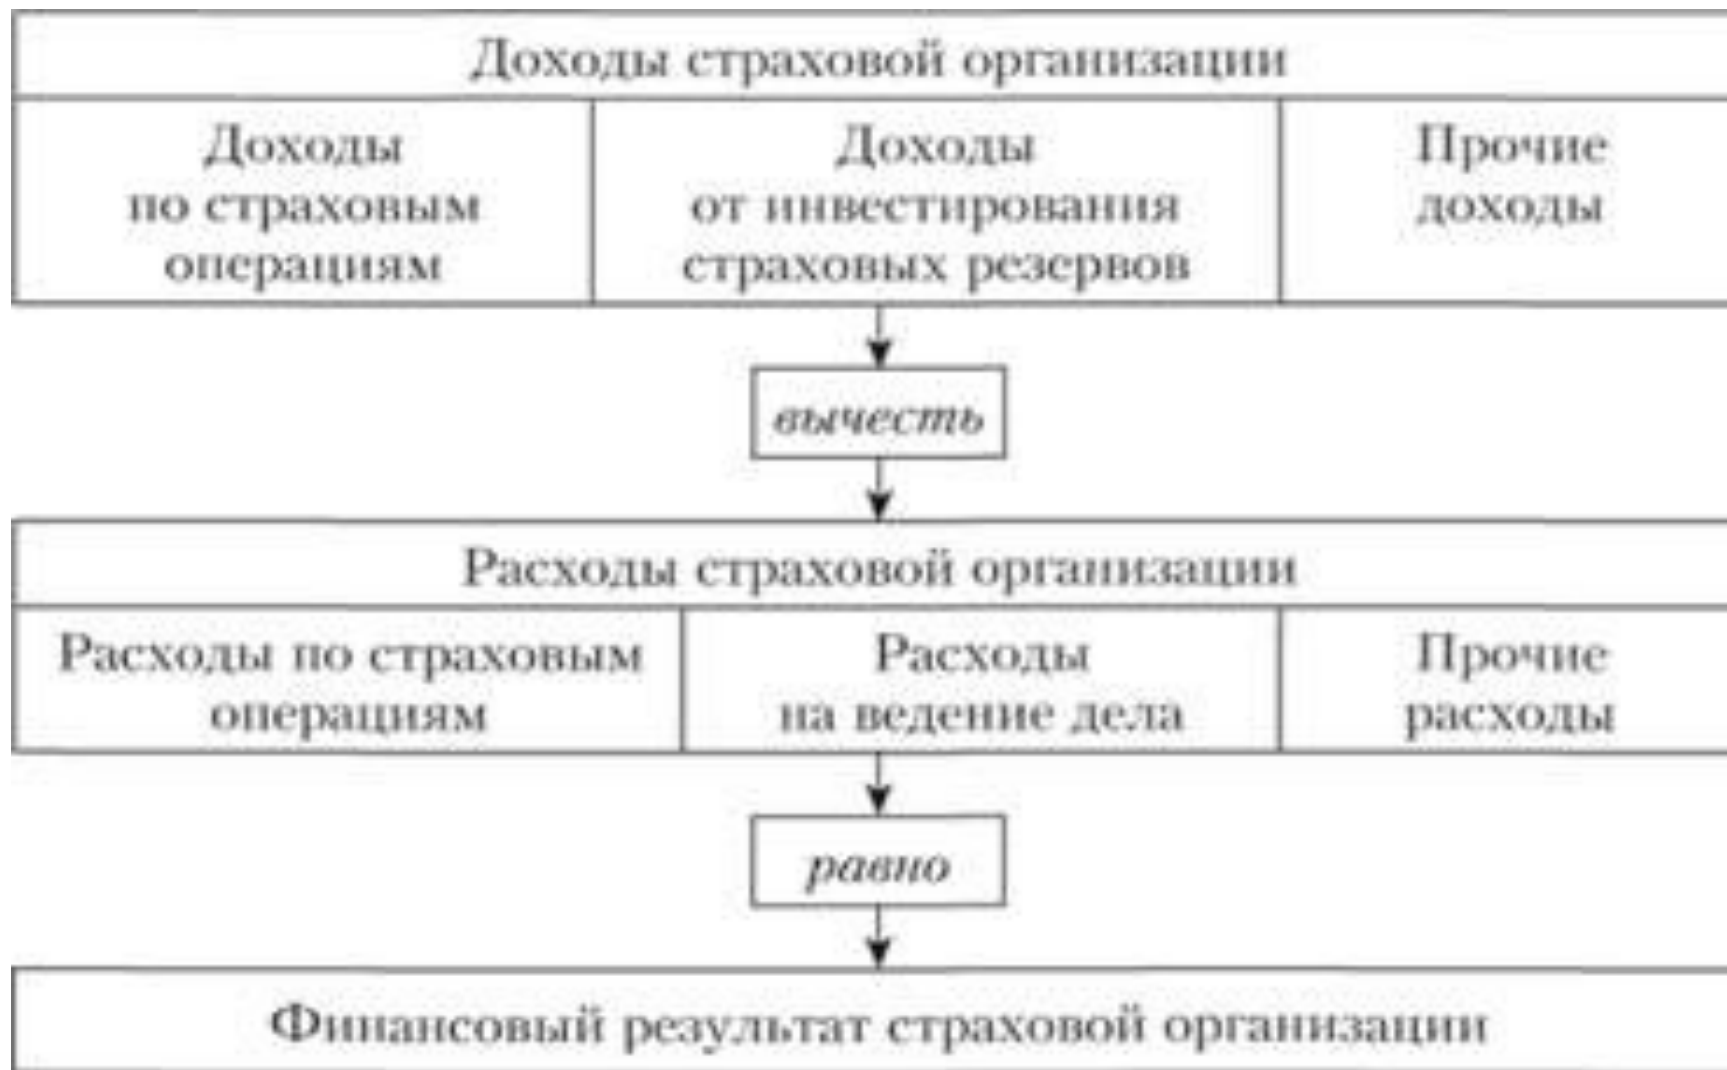 Доходы страховой организации
Доходы
по страховым
операциям
Доходы
от инвестирования
страховых резервов
Прочие
доходы
вычесть
Расходы страховой организации
Расходы по страховым
операциям
Расходы
на ведение дела
Прочие
расходы
равно
Финансовый результат страховой организации